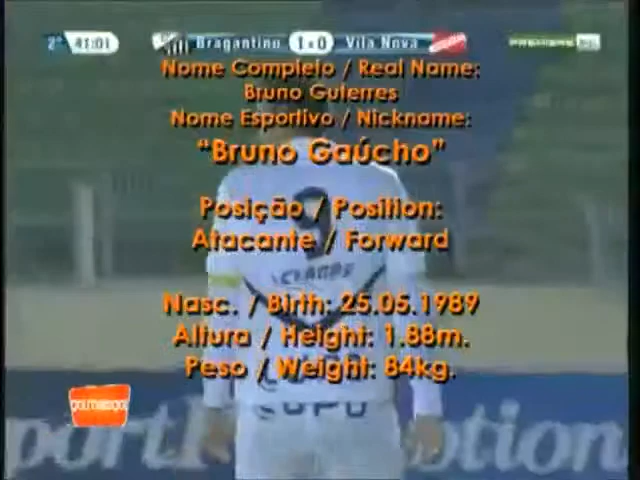 2º 41:01 Bragantino 1x0 Vila Nova PREMIERE
Nome Completo / Real Name:
Bruno Guterres
Nome Esportivo / Nickname:
"Bruno Gaúcho"
Posição / Position:
Atacante / Forward
Nasc. / Birth: 25.05.1989
Altura / Height: 1.88m.
Peso / Weight: 84kg.